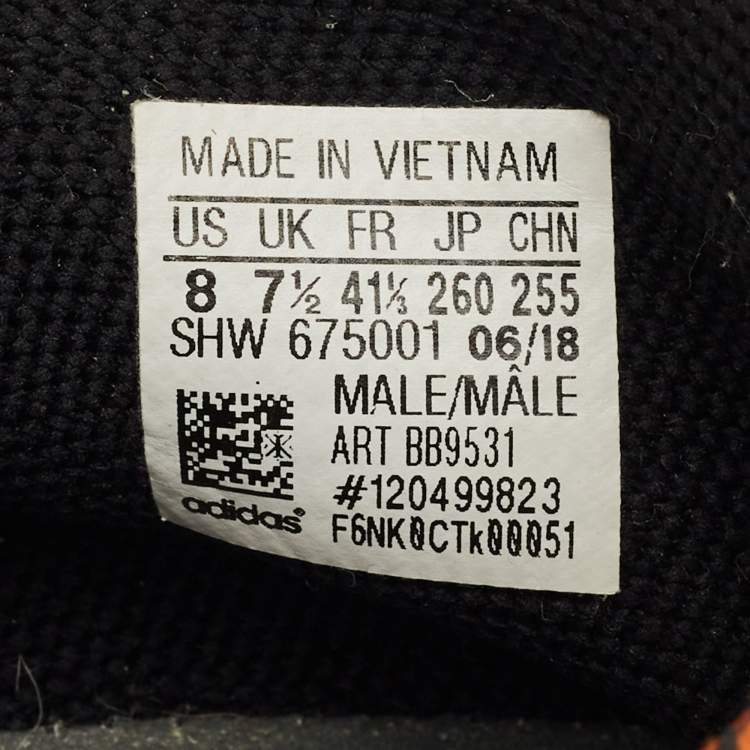 MADE IN VIETNAM
US UK FR JP CHN
8 7½ 41⅓ 260 255
SHW 675001 06/18
MALE/MÂLE
ART BB9531
#120499823
F6NK0CTk00051
adidas®